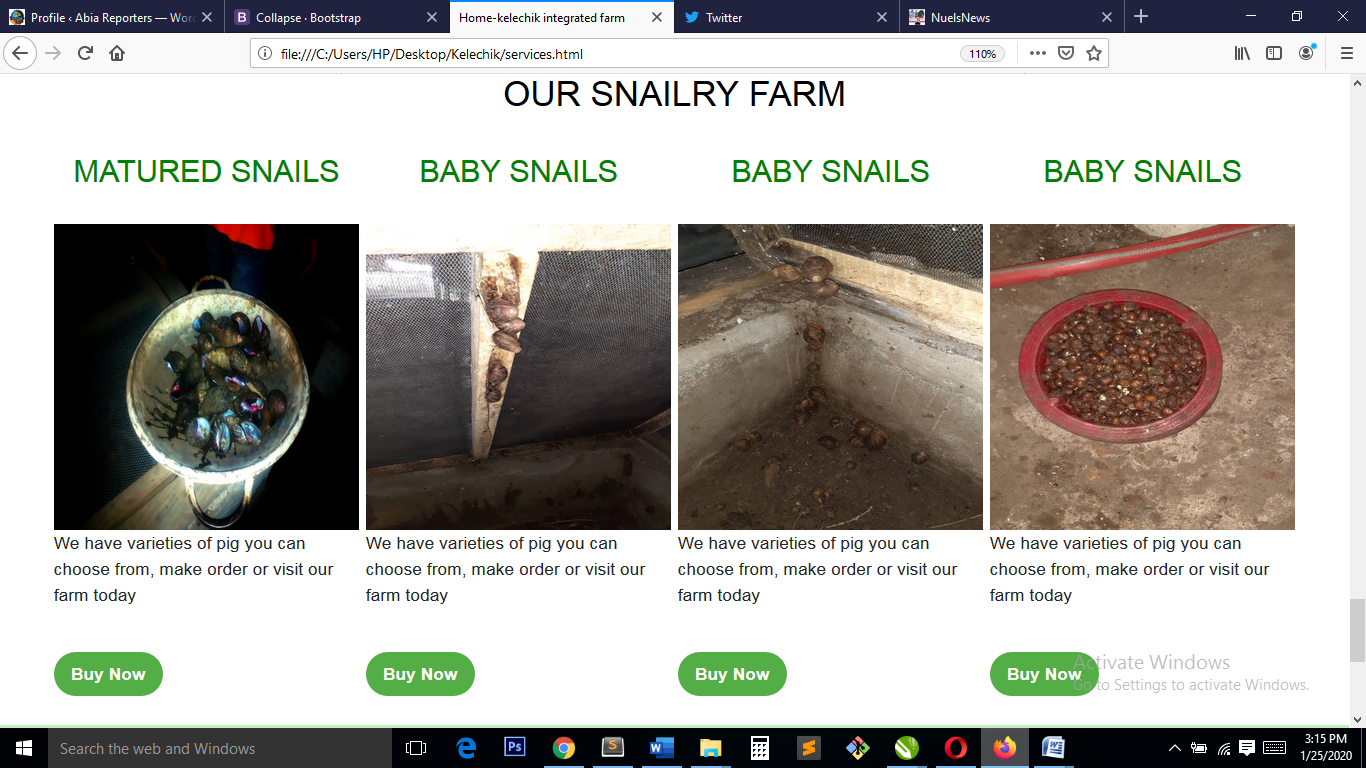 Profile ‹ Abia Reporters — Wor
Collapse · Bootstrap
Home-kelechik integrated farm
Twitter
NuelsNews
file:///C:/Users/HP/Desktop/Kelechik/services.html
110%
OUR SNAILRY FARM
MATURED SNAILS
BABY SNAILS
BABY SNAILS
BABY SNAILS
We have varieties of pig you can
choose from, make order or visit our
farm today
We have varieties of pig you can
choose from, make order or visit our
farm today
We have varieties of pig you can
choose from, make order or visit our
farm today
We have varieties of pig you can
choose from, make order or visit our
farm today
Buy Now
Buy Now
Buy Now
Buy Now
Activate Windows
Go to Settings to activate Windows.
Search the web and Windows
3:15 PM
1/25/2020